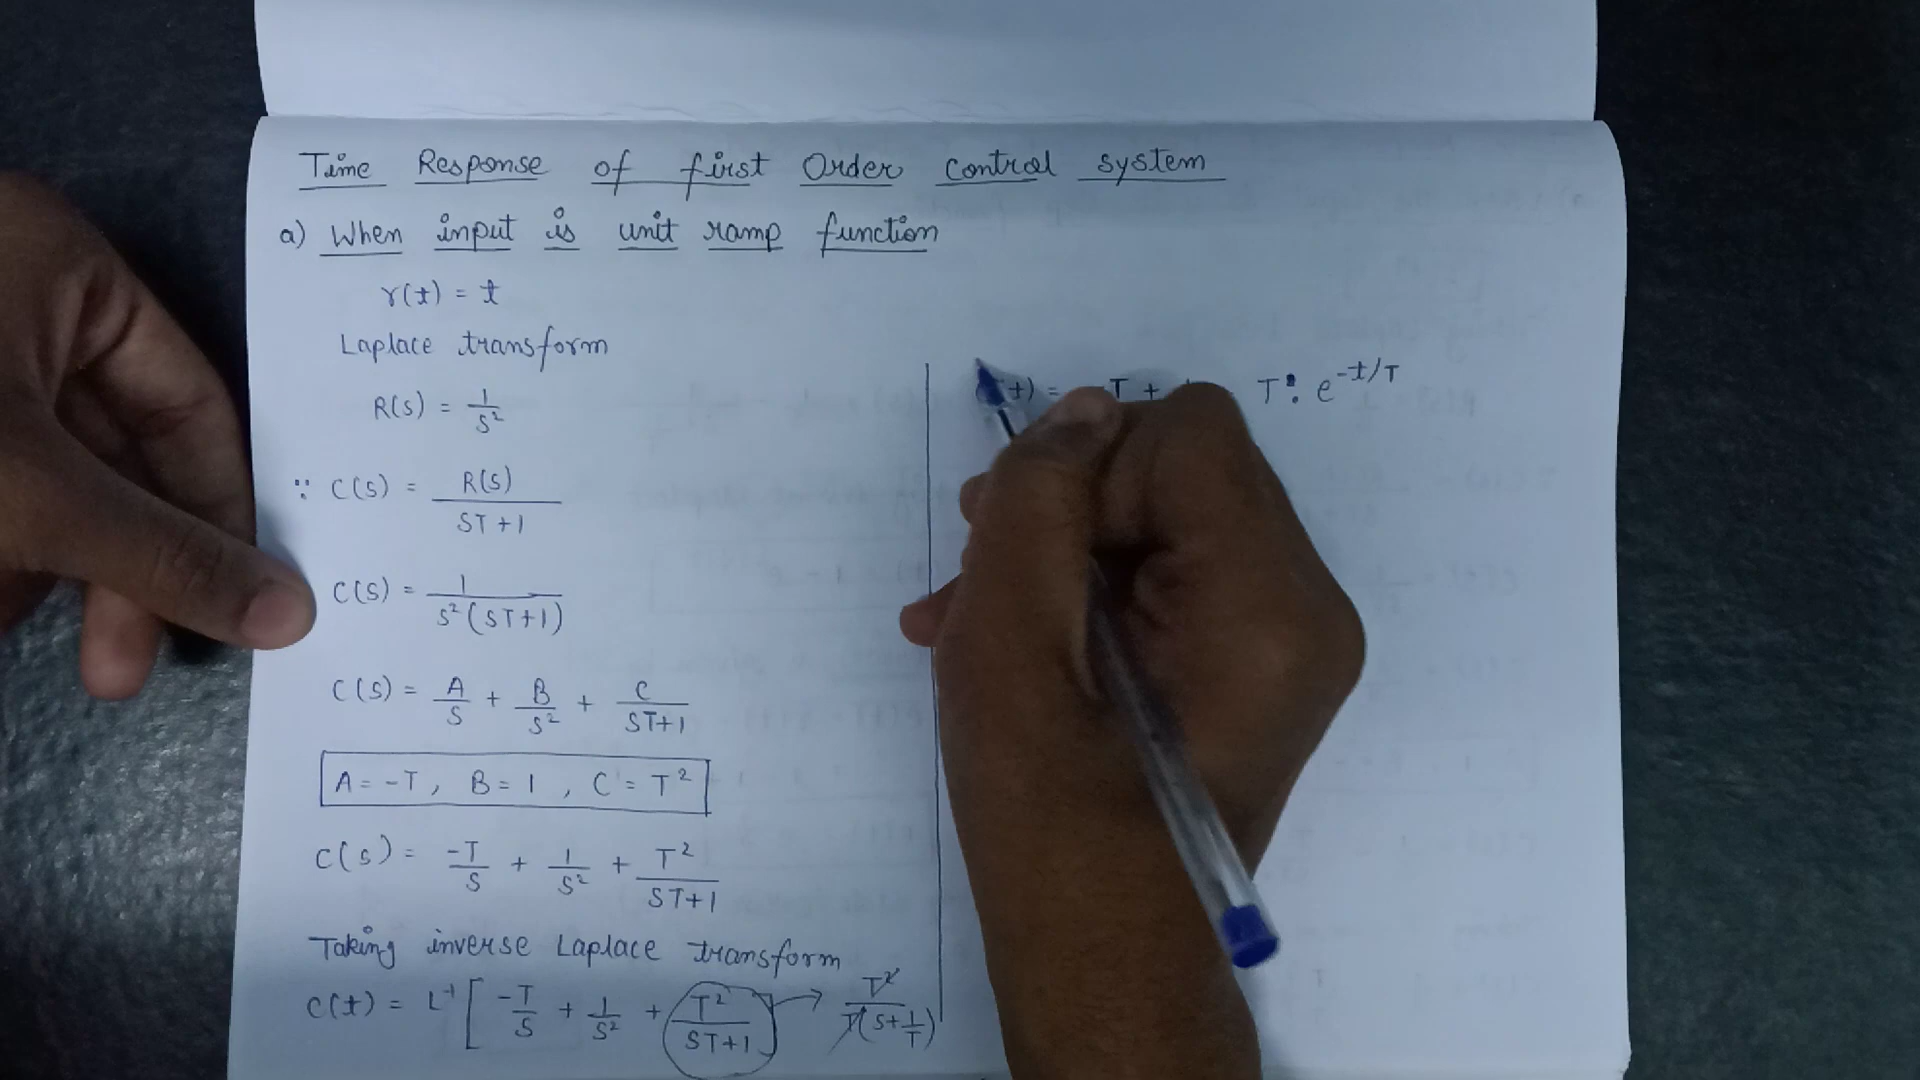 Time Response of first Order control system
a) When input is unit ramp function
r(t) = t
Laplace transform
R(s) = 1/s²
∵ C(s) = R(s)/(ST+1)
C(s) = 1/(s²(ST+1))
C(s) = A/S + B/S² + C/(ST+1)
A = -T, B = 1, C = T²
C(s) = -T/S + 1/S² + T²/(ST+1)
Taking inverse Laplace transform
C(t) = L⁻¹[-T/S + 1/S² + T²/(ST+1)] → T²/(T(S+1/T))
(t) = -T + T. e^(-t/T)